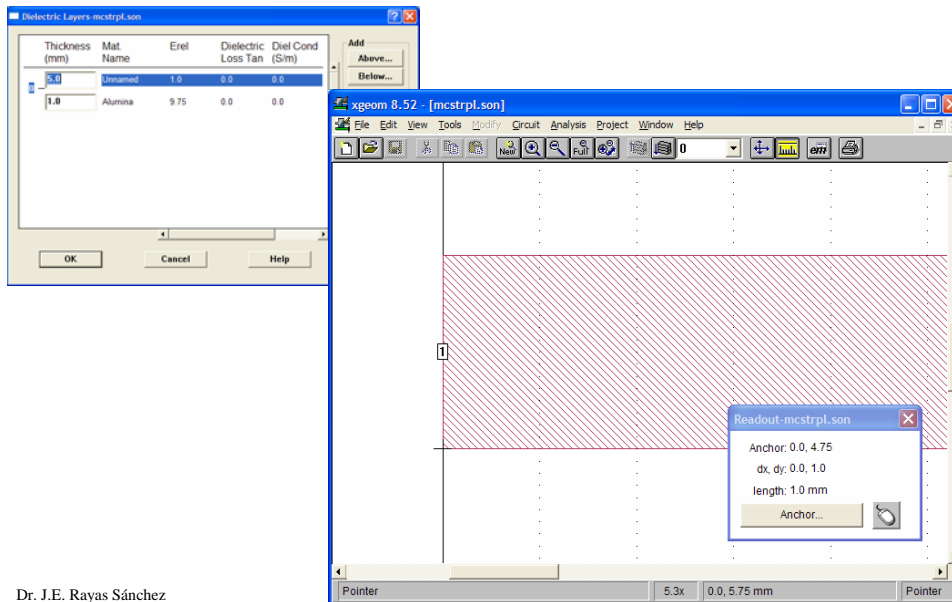 Dielectric Layers-mcstrpl.son
Thickness (mm) Mat. Name Erel Dielectric Loss Tan Diel Cond (S/m)
0
5.0 Unnamed 1.0 0.0 0.0
1.0 Alumina 9.75 0.0 0.0
Add
Above...
Below...
OK Cancel Help
xgeom 8.52 - [mcstrpl.son]
File Edit View Tools Modify Circuit Analysis Project Window Help
New Full 0 em
1
Readout-mcstrpl.son
Anchor: 0.0, 4.75
dx, dy: 0.0, 1.0
length: 1.0 mm
Anchor...
Pointer 5.3x 0.0, 5.75 mm Pointer
Dr. J.E. Rayas Sánchez